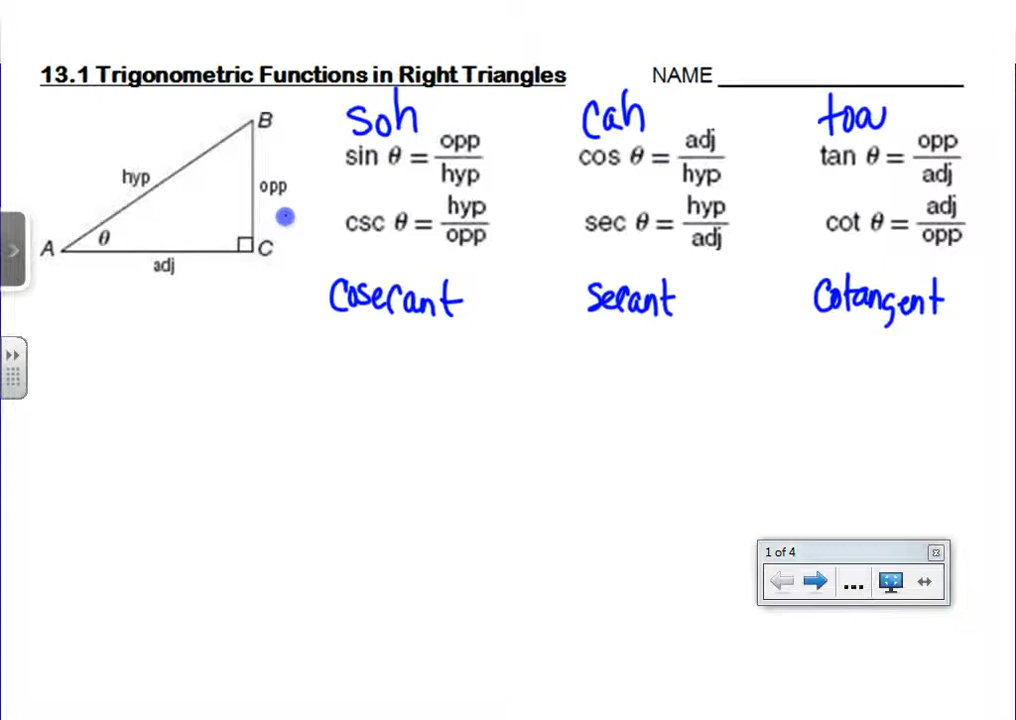 13.1 Trigonometric Functions in Right Triangles NAME
soh cah toa
B
hyp
opp
A
θ
C
adj
sin θ = opp/hyp cos θ = adj/hyp tan θ = opp/adj
csc θ = hyp/opp sec θ = hyp/adj cot θ = adj/opp
Cosecant secant Cotangent
1 of 4
...